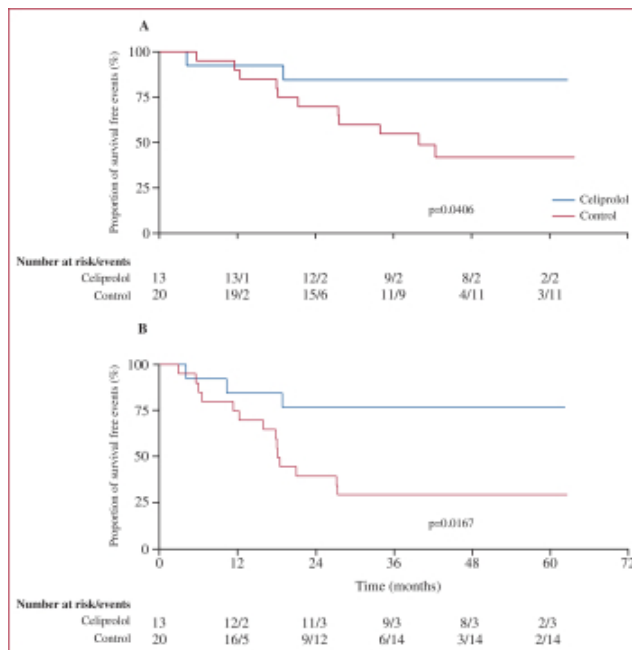 A
100
75
50
25
0
Proportion of survival free events (%)
p=0.0406
Celiprolol
Control
Number at risk/events
Celiprolol 13 13/1 12/2 9/2 8/2 2/2
Control 20 19/2 15/6 11/9 4/11 3/11
B
100
75
50
25
0
Proportion of survival free events (%)
p=0.0167
0 12 24 36 48 60 72
Time (months)
Number at risk/events
Celiprolol 13 12/2 11/3 9/3 8/3 2/3
Control 20 16/5 9/12 6/14 3/14 2/14